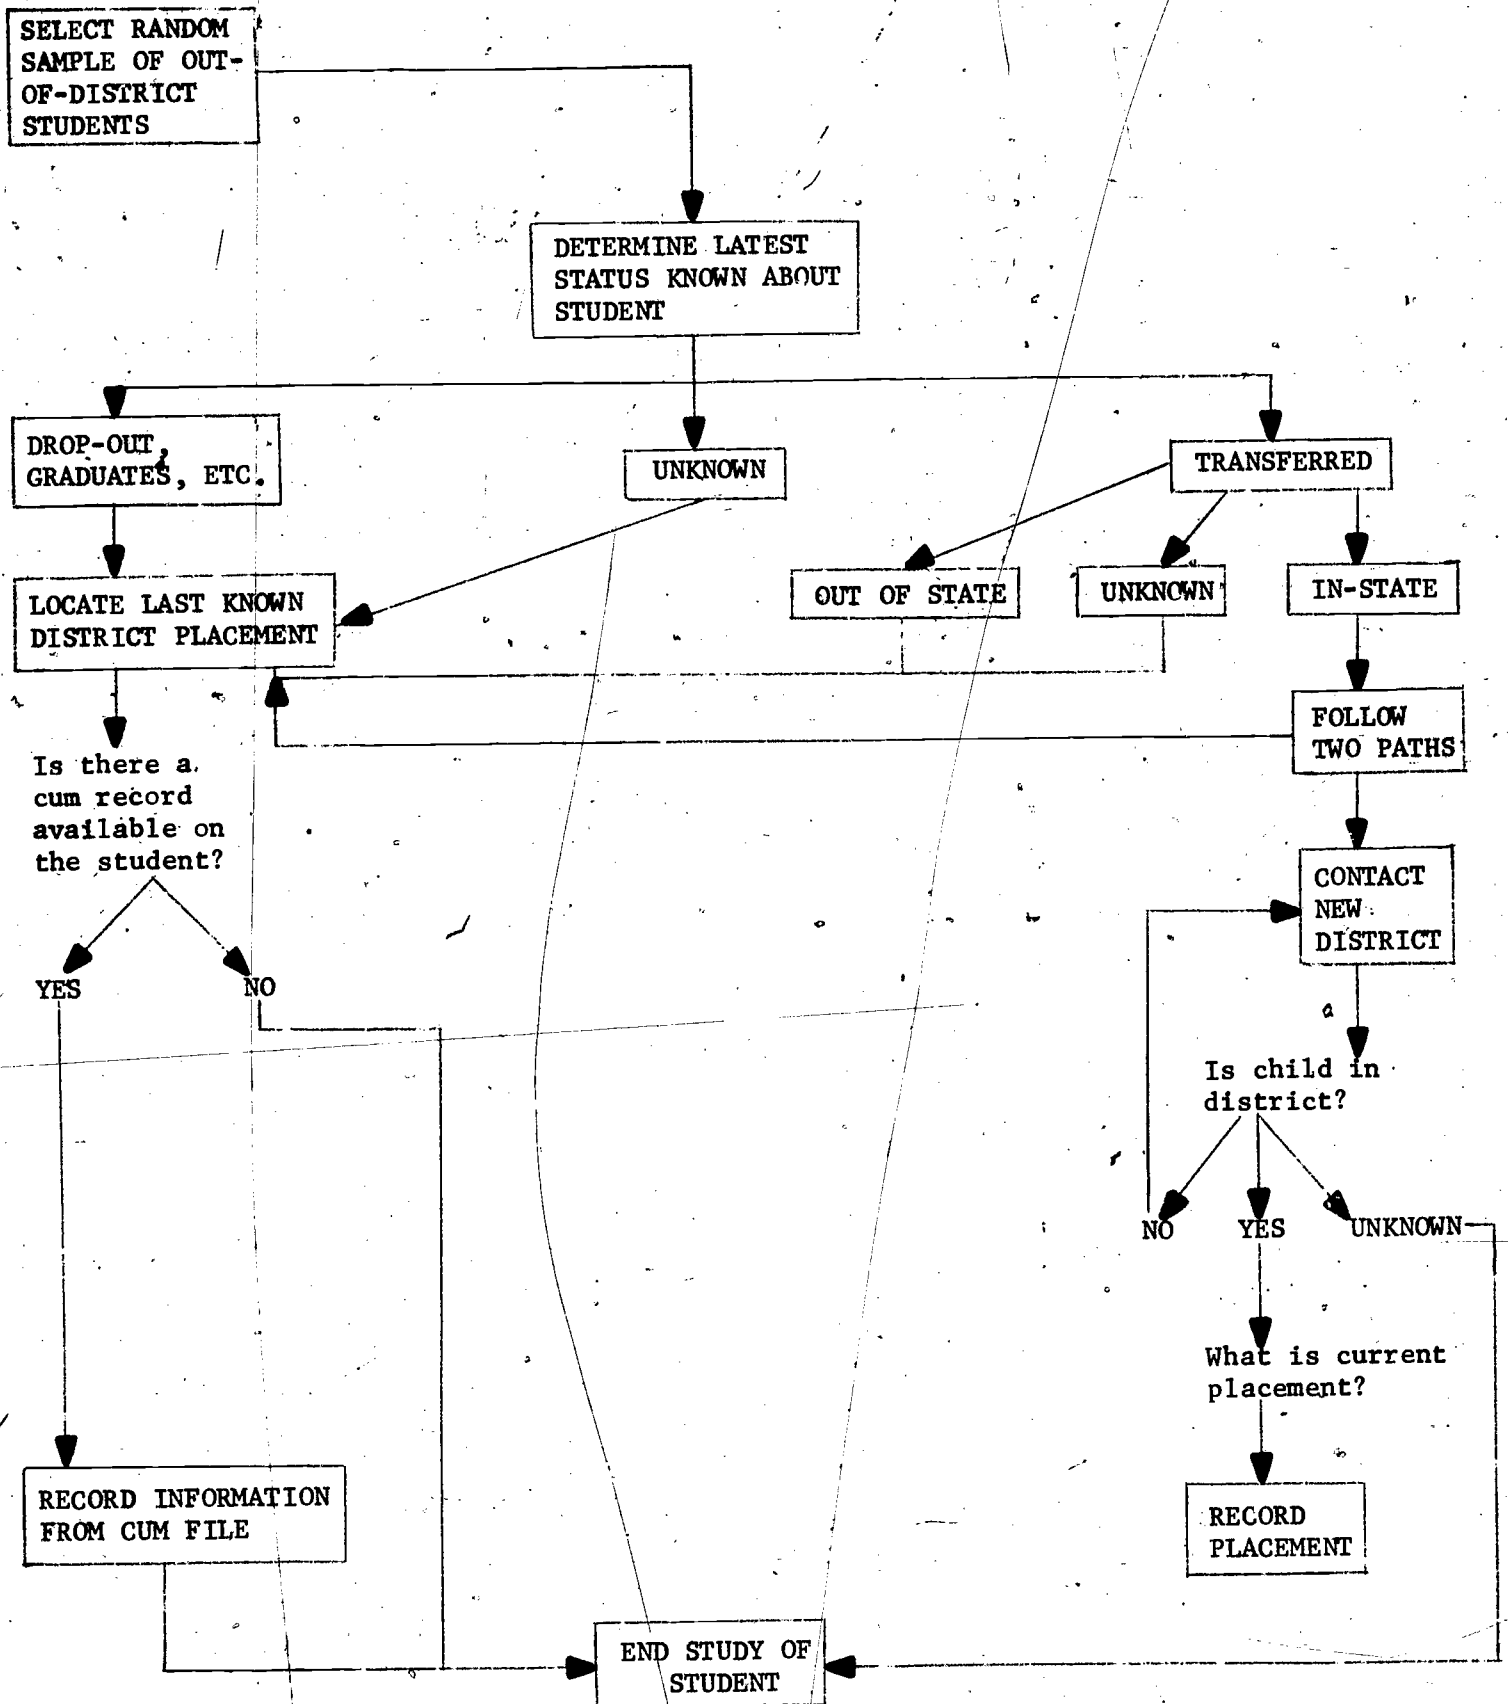 SELECT RANDOM
SAMPLE OF OUT-
OF-DISTRICT
STUDENTS
DETERMINE LATEST
STATUS KNOWN ABOUT
STUDENT
DROP-OUT,
GRADUATES, ETC.
UNKNOWN
TRANSFERRED
OUT OF STATE
UNKNOWN
IN-STATE
LOCATE LAST KNOWN
DISTRICT PLACEMENT
FOLLOW
TWO PATHS
Is there a
cum record
available on
the student?
YES
NO
CONTACT
NEW
DISTRICT
Is child in
district?
NO
YES
UNKNOWN
What is current
placement?
RECORD INFORMATION
FROM CUM FILE
RECORD
PLACEMENT
END STUDY OF
STUDENT